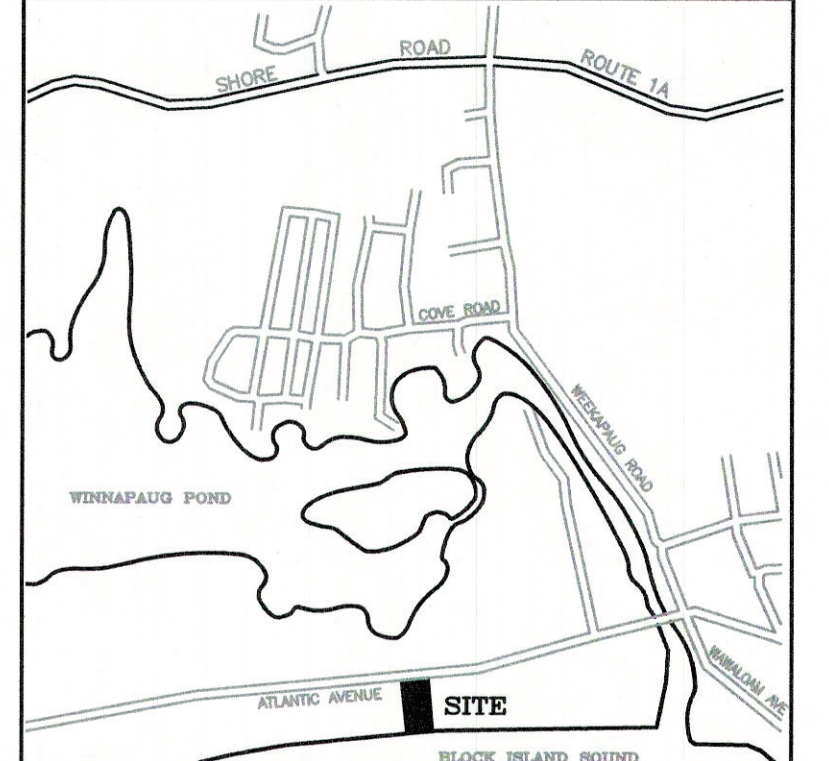 SHORE ROAD ROUTE 1A
COVE ROAD
WEEKAPAUG ROAD
WINNAPAUG POND
WAWALOAM AVE
ATLANTIC AVENUE
SITE
BLOCK ISLAND SOUND